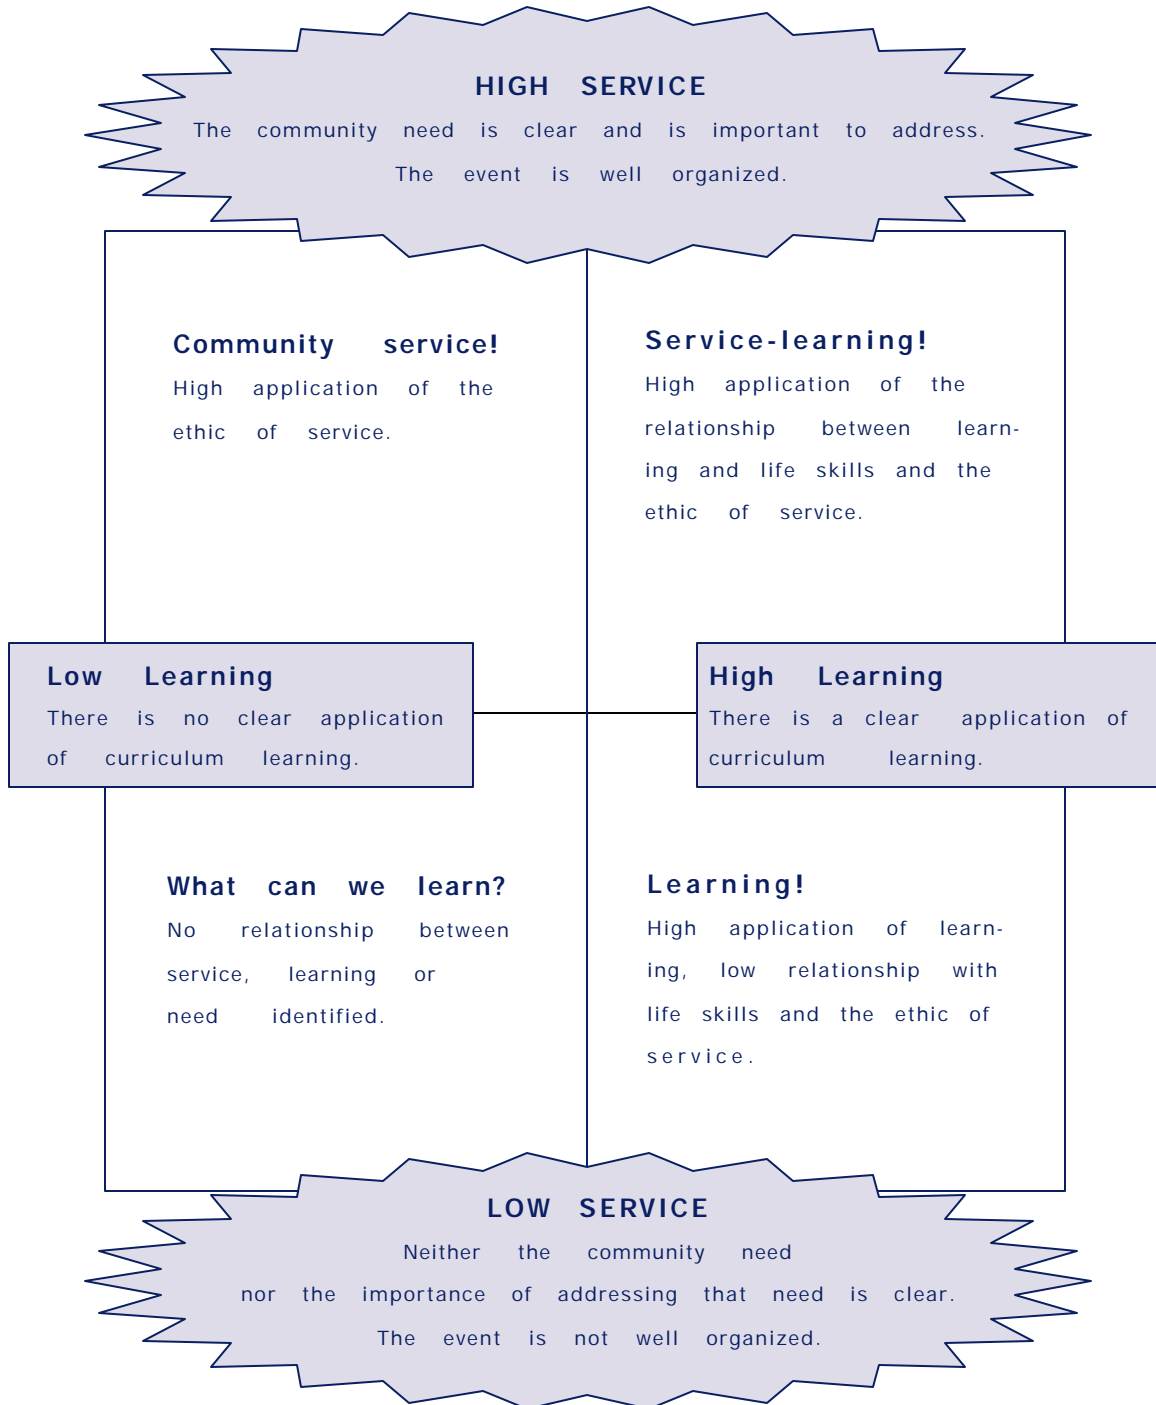 HIGH SERVICE
The community need is clear and is important to address.
The event is well organized.
Community service!
High application of the
ethic of service.
Service-learning!
High application of the
relationship between learn-
ing and life skills and the
ethic of service.
Low Learning
There is no clear application
of curriculum learning.
High Learning
There is a clear application of
curriculum learning.
What can we learn?
No relationship between
service, learning or
need identified.
Learning!
High application of learn-
ing, low relationship with
life skills and the ethic of
service.
LOW SERVICE
Neither the community need
nor the importance of addressing that need is clear.
The event is not well organized.